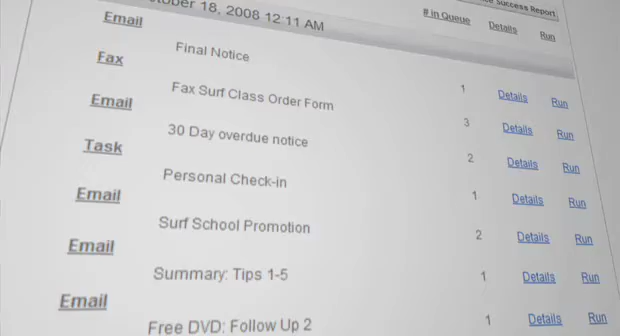 Success Report
18, 2008 12:11 AM # in Queue Details Run
Email Final Notice 1 Details Run
Fax Fax Surf Class Order Form 3 Details Run
Email 30 Day overdue notice 2 Details Run
Task Personal Check-in 1 Details Run
Email Surf School Promotion 2 Details Run
Email Summary: Tips 1-5 1 Details Run
Email Free DVD: Follow Up 2 1 Details Run